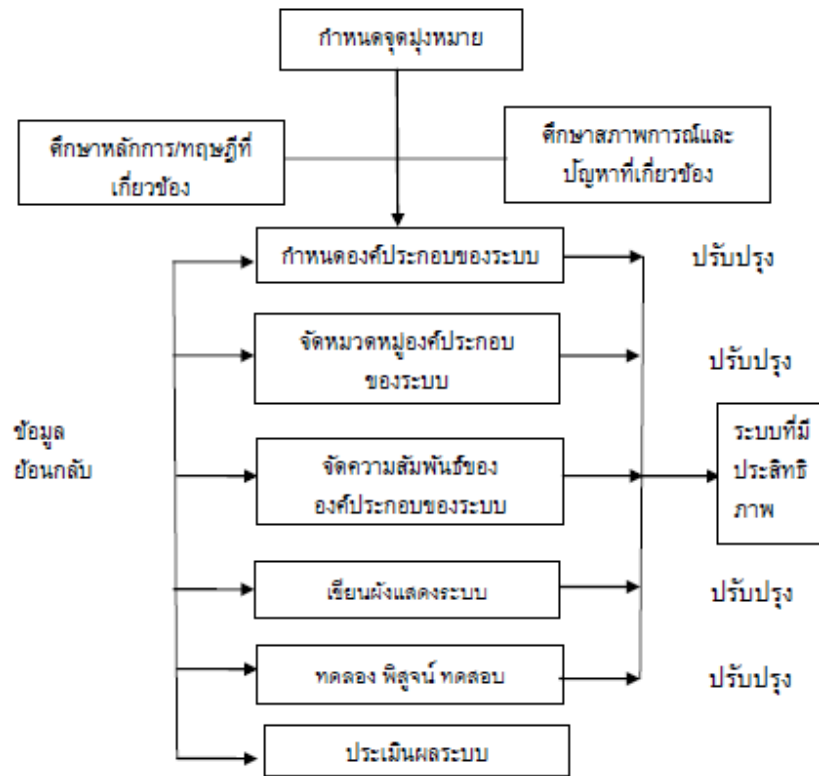 กำหนดจุดมุ่งหมาย
ศึกษาหลักการ/ทฤษฎีที่
เกี่ยวข้อง
ศึกษาสภาพการณ์และ
ปัญหาที่เกี่ยวข้อง
กำหนดองค์ประกอบของระบบ
ปรับปรุง
จัดหมวดหมู่องค์ประกอบ
ของระบบ
ปรับปรุง
ข้อมูล
ย้อนกลับ
จัดความสัมพันธ์ของ
องค์ประกอบของระบบ
ระบบที่มี
ประสิทธิ
ภาพ
เขียนผังแสดงระบบ
ปรับปรุง
ทดลอง พิสูจน์ ทดสอบ
ปรับปรุง
ประเมินผลระบบ